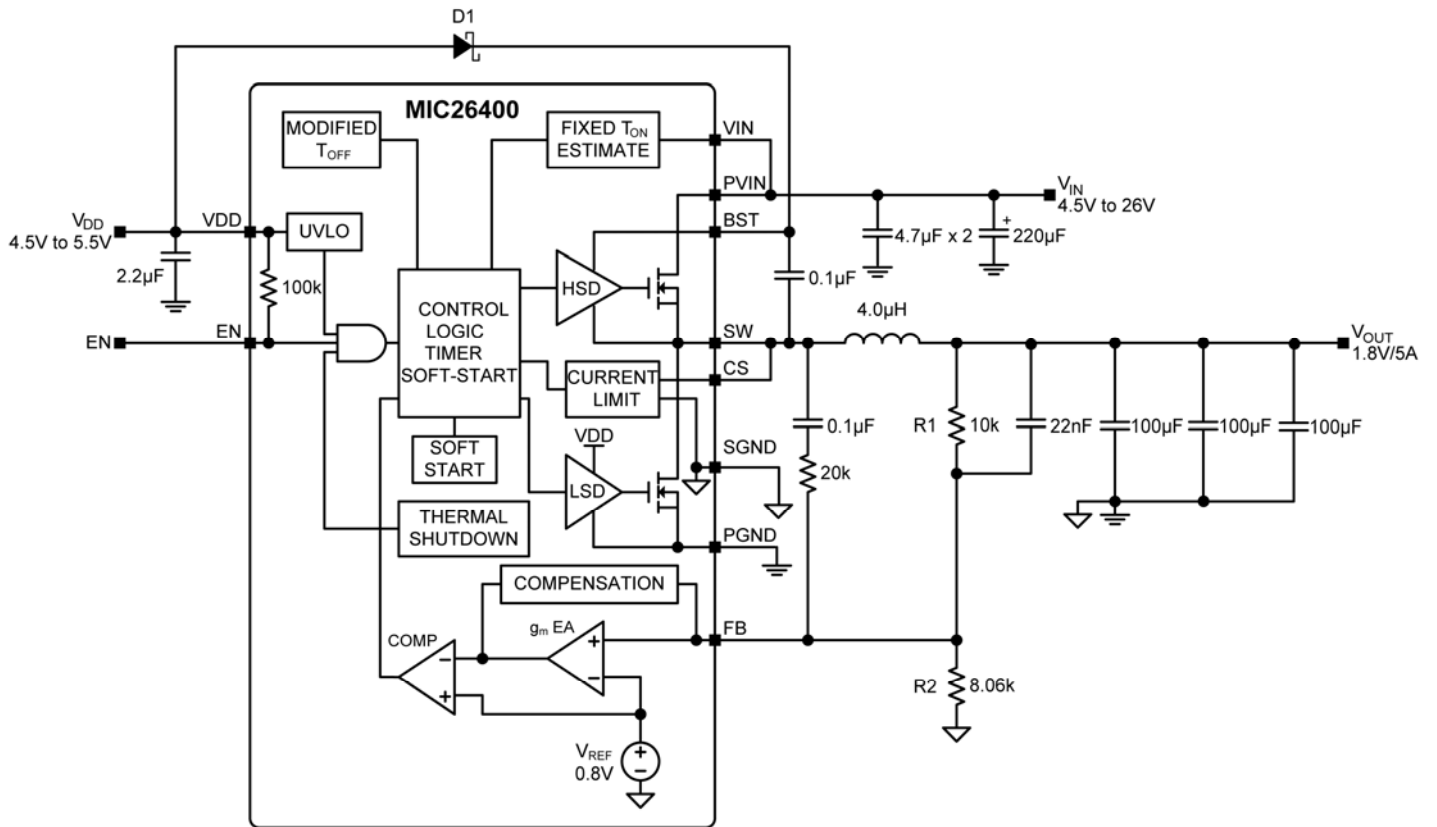 D1
MIC26400
MODIFIED
TOFF
FIXED TON
ESTIMATE
VIN
PVIN
BST
VIN
4.5V to 26V
VDD
4.5V to 5.5V
VDD
UVLO
2.2µF
100k
4.7µF x 2
+
220µF
0.1µF
HSD
CONTROL
LOGIC
TIMER
SOFT-START
4.0µH
EN
EN
SW
VOUT
1.8V/5A
CS
CURRENT
LIMIT
0.1µF
R1
10k
22nF
100µF
100µF
100µF
VDD
SGND
SOFT
START
20k
LSD
THERMAL
SHUTDOWN
PGND
COMPENSATION
gm EA
FB
COMP
+
−
−
+
R2
8.06k
VREF
0.8V
+
−